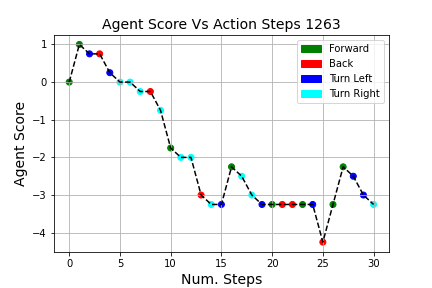 Agent Score Vs Action Steps 1263
Agent Score
1
0
−1
−2
−3
−4
Forward
Back
Turn Left
Turn Right
0 5 10 15 20 25 30
Num. Steps